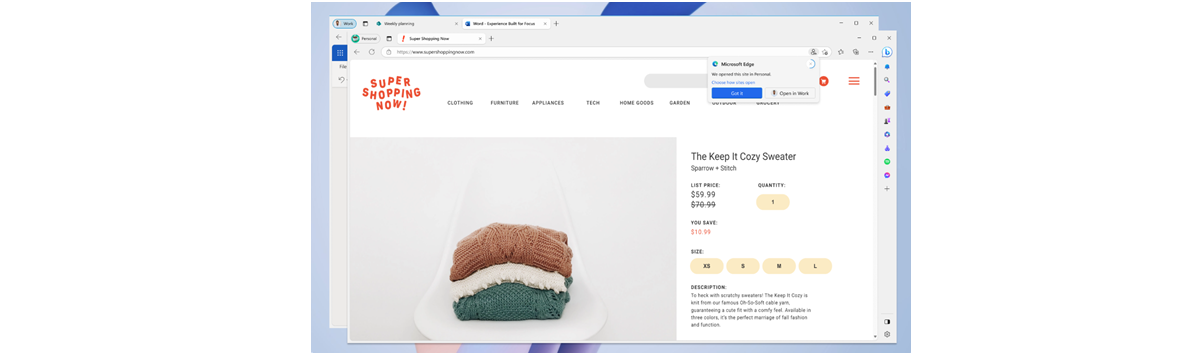 Work
Weekly planning
Word - Experience Built for Focus
Personal
Super Shopping Now
https://www.supershoppingnow.com
File
Microsoft Edge
We opened this site in Personal.
Choose how sites open
Got it
Open in Work
SUPER
SHOPPING
NOW!
CLOTHING FURNITURE APPLIANCES TECH HOME GOODS GARDEN OUTDOOR GROCERY
The Keep It Cozy Sweater
Sparrow + Stitch
LIST PRICE: QUANTITY:
$59.99
$70.99
1
YOU SAVE:
$10.99
SIZE:
XS S M L
DESCRIPTION:
To heck with scratchy sweaters! The Keep It Cozy is
knit from our famous Oh-So-Soft cable yarn,
guaranteeing a cute fit with a comfy feel. Available in
three colors, it's the perfect marriage of fall fashion
and function.